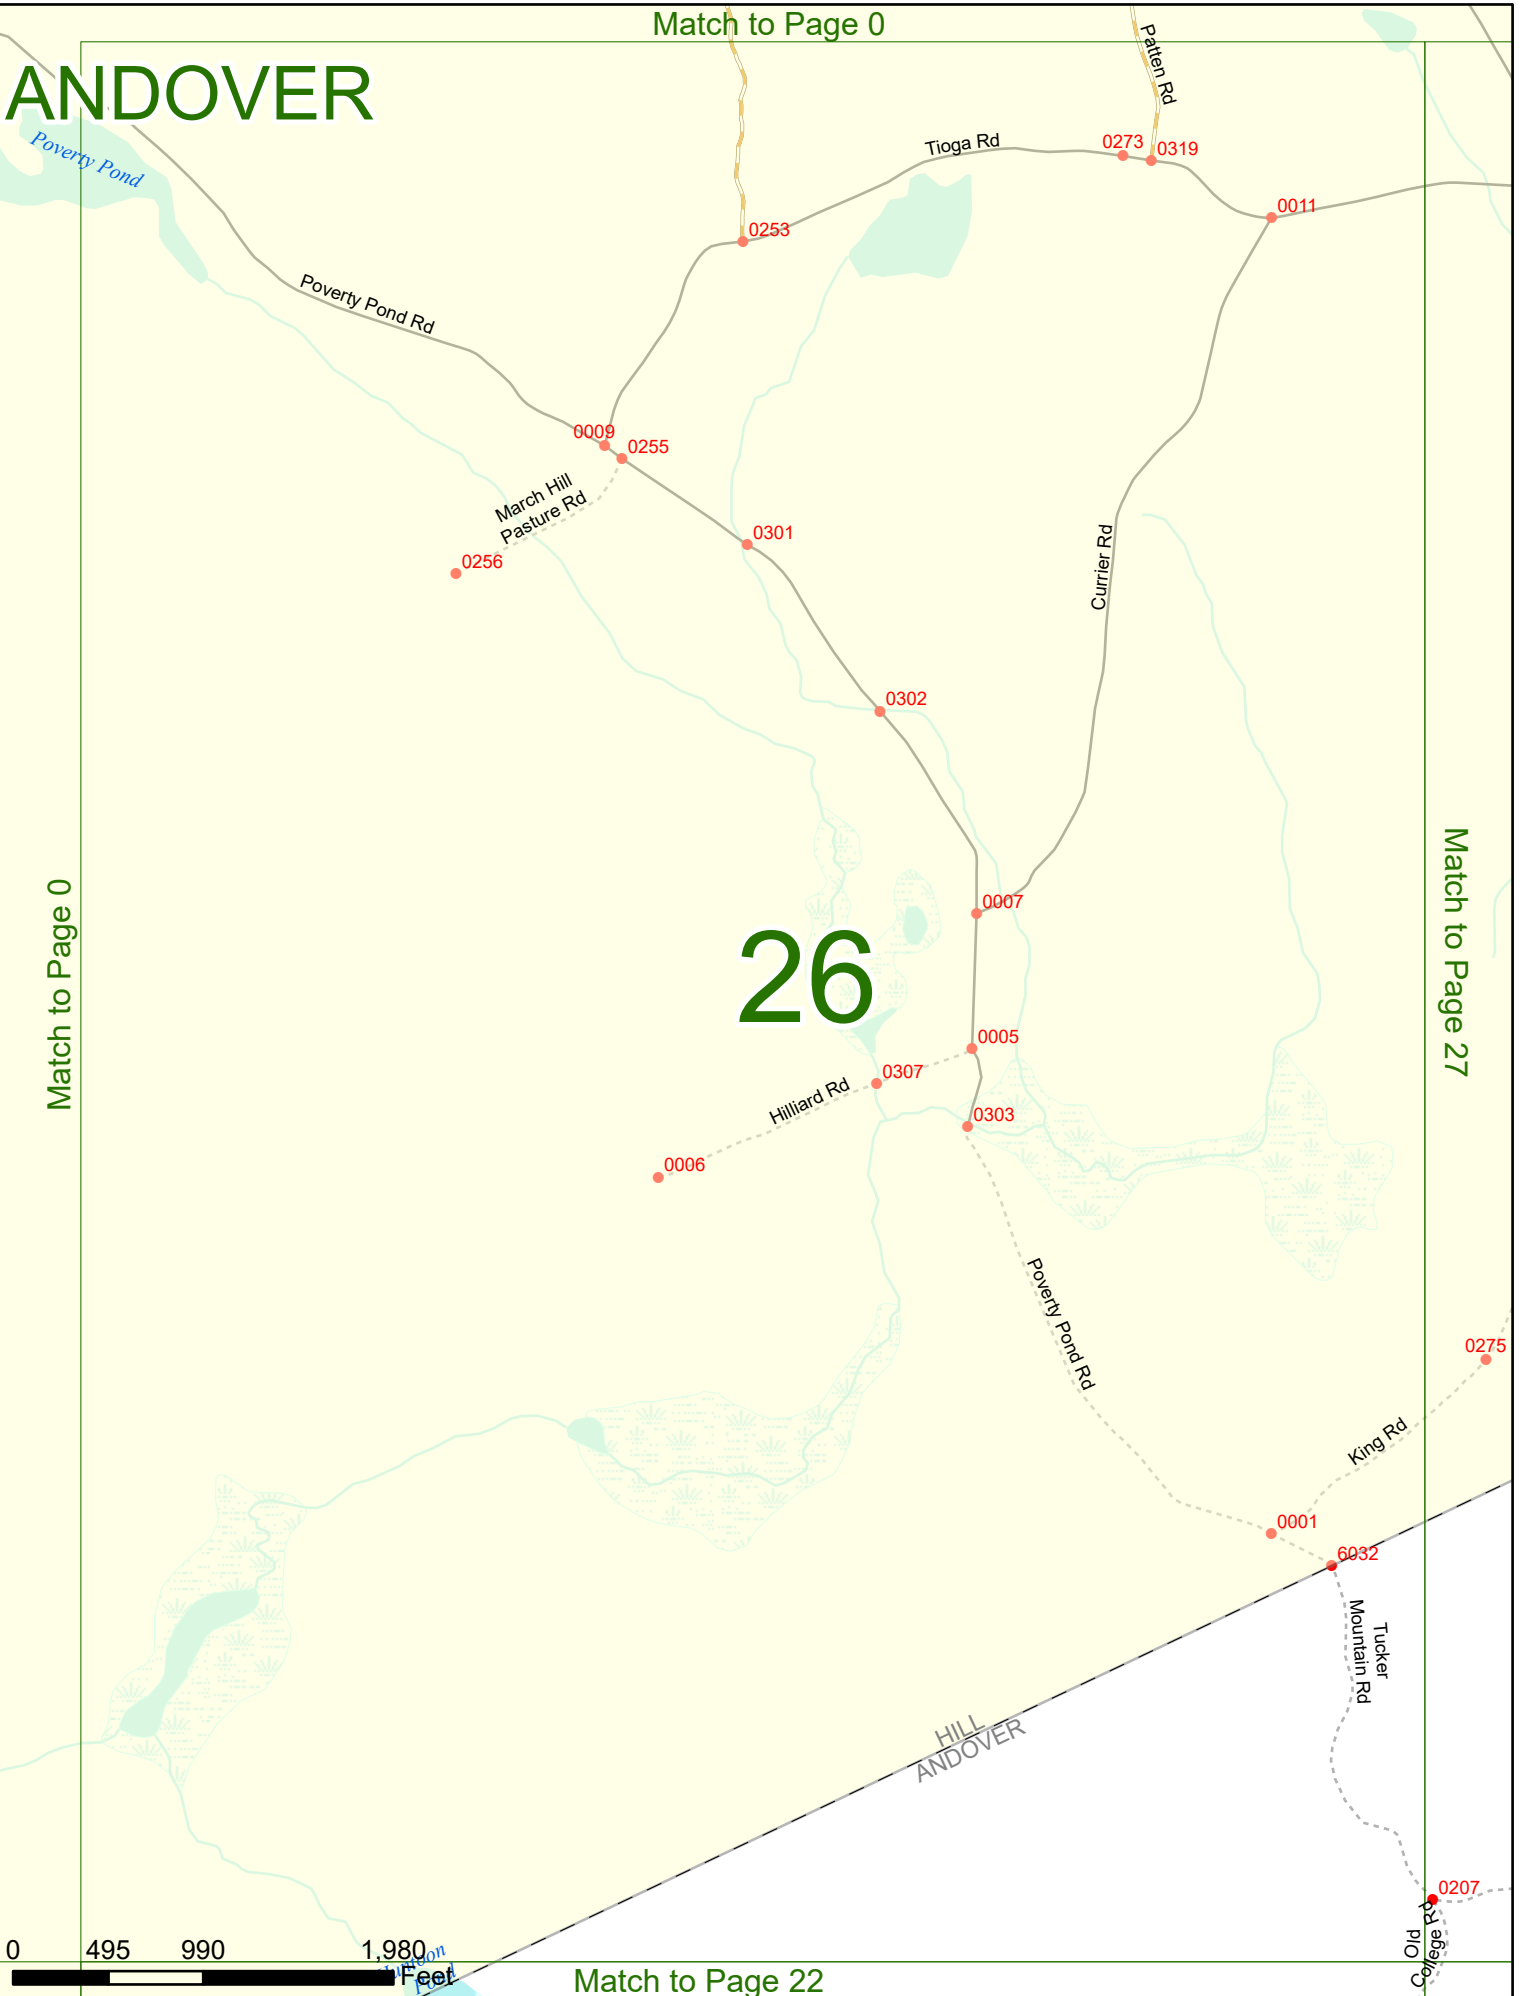 Match to Page 0
ANDOVER
Patten Rd
Poverty Pond
Tioga Rd
0273
0319
0011
0253
Poverty Pond Rd
0009
0255
March Hill
Pasture Rd
0301
0256
Currier Rd
0302
Match to Page 0
Match to Page 27
0007
26
0005
0307
Hilliard Rd
0303
0006
Poverty Pond Rd
0275
King Rd
0001
6032
Tucker
Mountain Rd
HILL
ANDOVER
0207
Old
College Rd
0 495 990 1,980
Feet
Huntoon
Pond
Match to Page 22